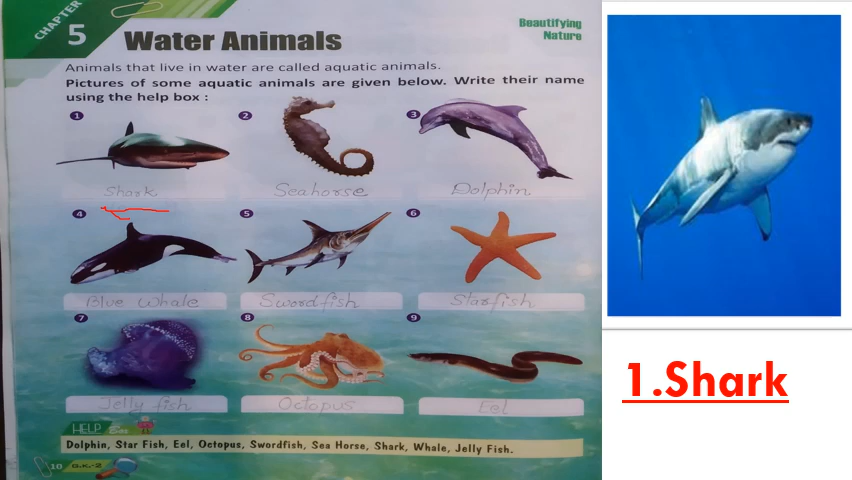 CHAPTER
5
Water Animals
Beautifying
Nature
Animals that live in water are called aquatic animals.
Pictures of some aquatic animals are given below. Write their name
using the help box :
1
2
3
Shark
Seahorse
Dolphin
4
5
6
Blue Whale
Swordfish
Starfish
7
8
9
Jelly fish
Octopus
Eel
HELP Box
Dolphin, Star Fish, Eel, Octopus, Swordfish, Sea Horse, Shark, Whale, Jelly Fish.
10 G.K.-2
1.Shark